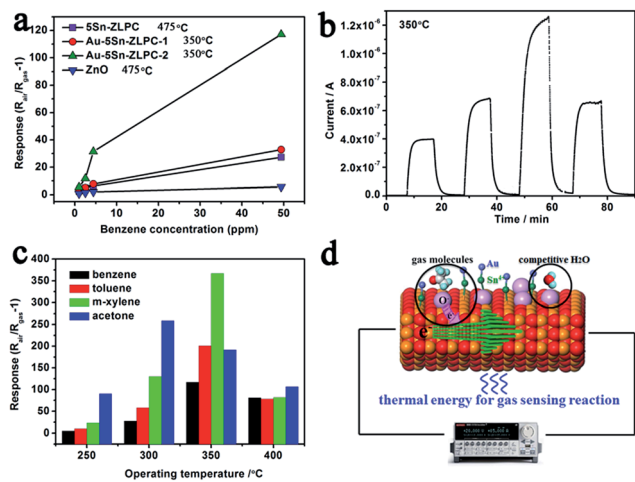 a
5Sn-ZLPC 475°C
Au-5Sn-ZLPC-1 350°C
Au-5Sn-ZLPC-2 350°C
ZnO 475°C
Response (Rair/Rgas-1)
120
100
80
60
40
20
0
0 10 20 30 40 50
Benzene concentration (ppm)
b
350°C
Current / A
1.2x10-6
1.0x10-6
8.0x10-7
6.0x10-7
4.0x10-7
2.0x10-7
0.0
0 20 40 60 80 100
Time / min
c
benzene
toluene
m-xylene
acetone
Response (Rair/Rgas-1)
400
350
300
250
200
150
100
50
0
250 300 350 400
Operating temperature /°C
d
gas molecules
Au
Sn4+
competitive H2O
O
e-
e-
thermal energy for gas sensing reaction